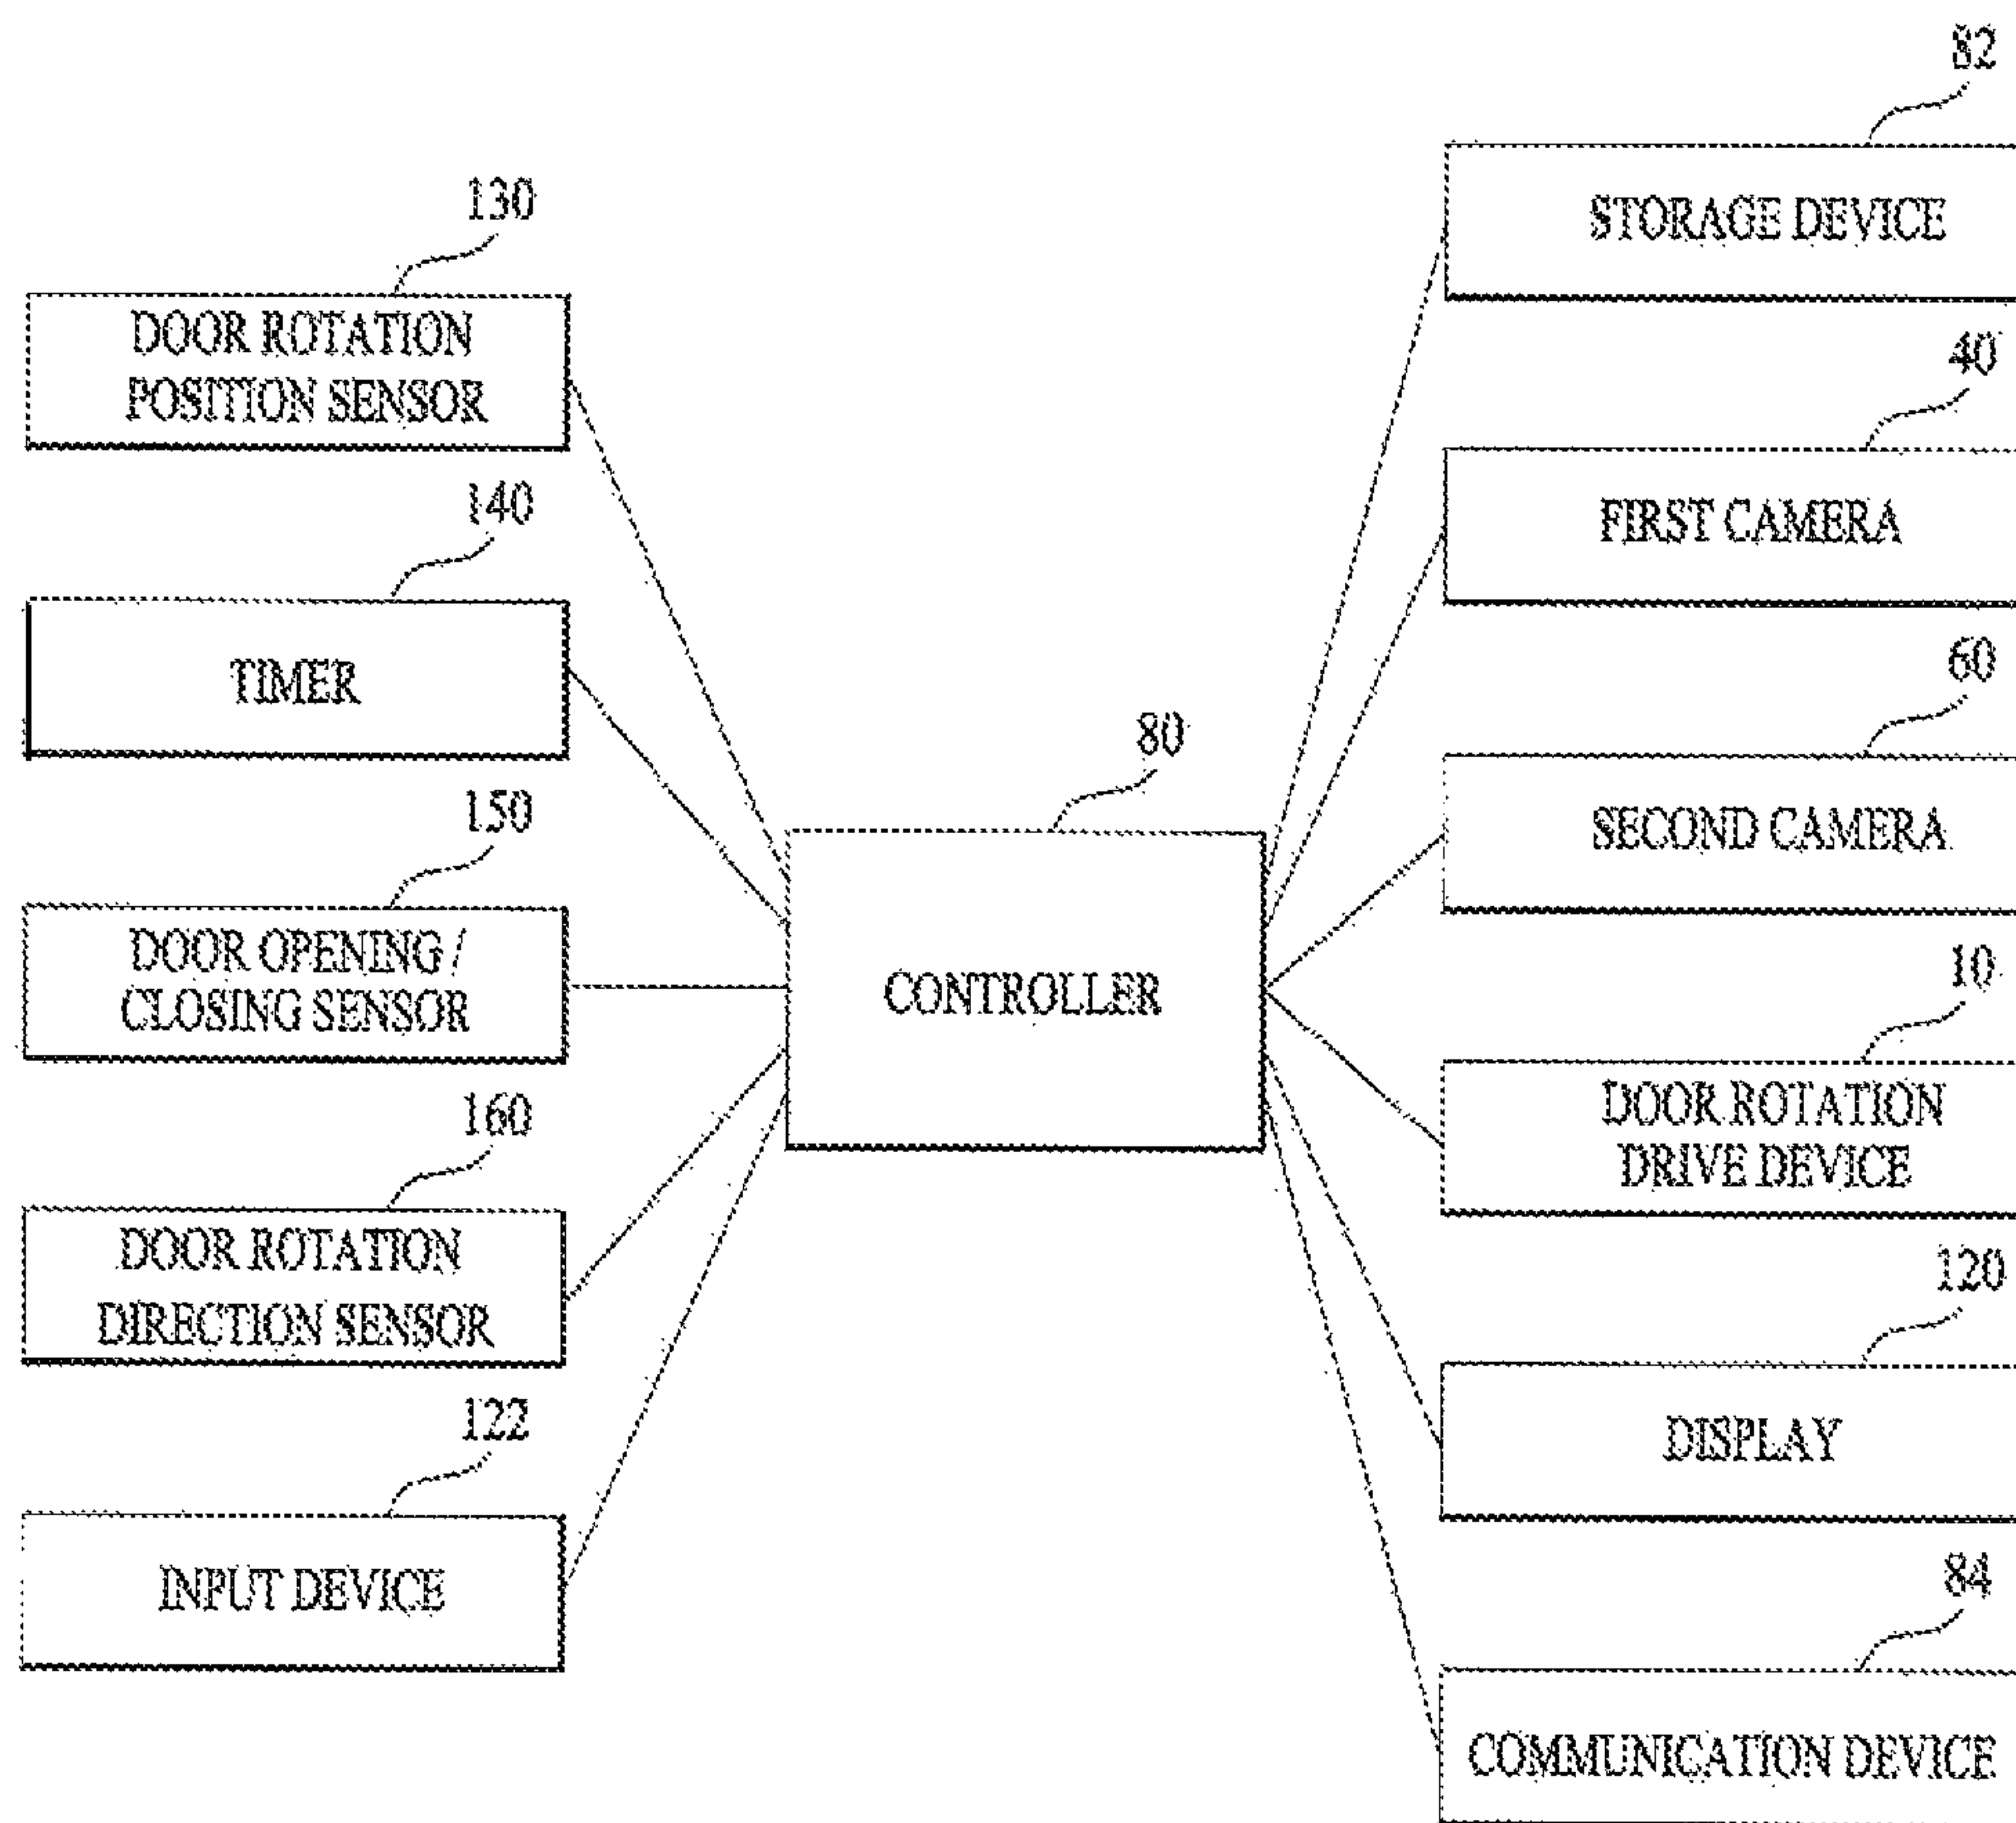 82
STORAGE DEVICE
130
DOOR ROTATION
POSITION SENSOR
40
FIRST CAMERA
140
TIMER
60
SECOND CAMERA
80
CONTROLLER
150
DOOR OPENING /
CLOSING SENSOR
10
DOOR ROTATION
DRIVE DEVICE
160
DOOR ROTATION
DIRECTION SENSOR
120
DISPLAY
122
INPUT DEVICE
84
COMMUNICATION DEVICE